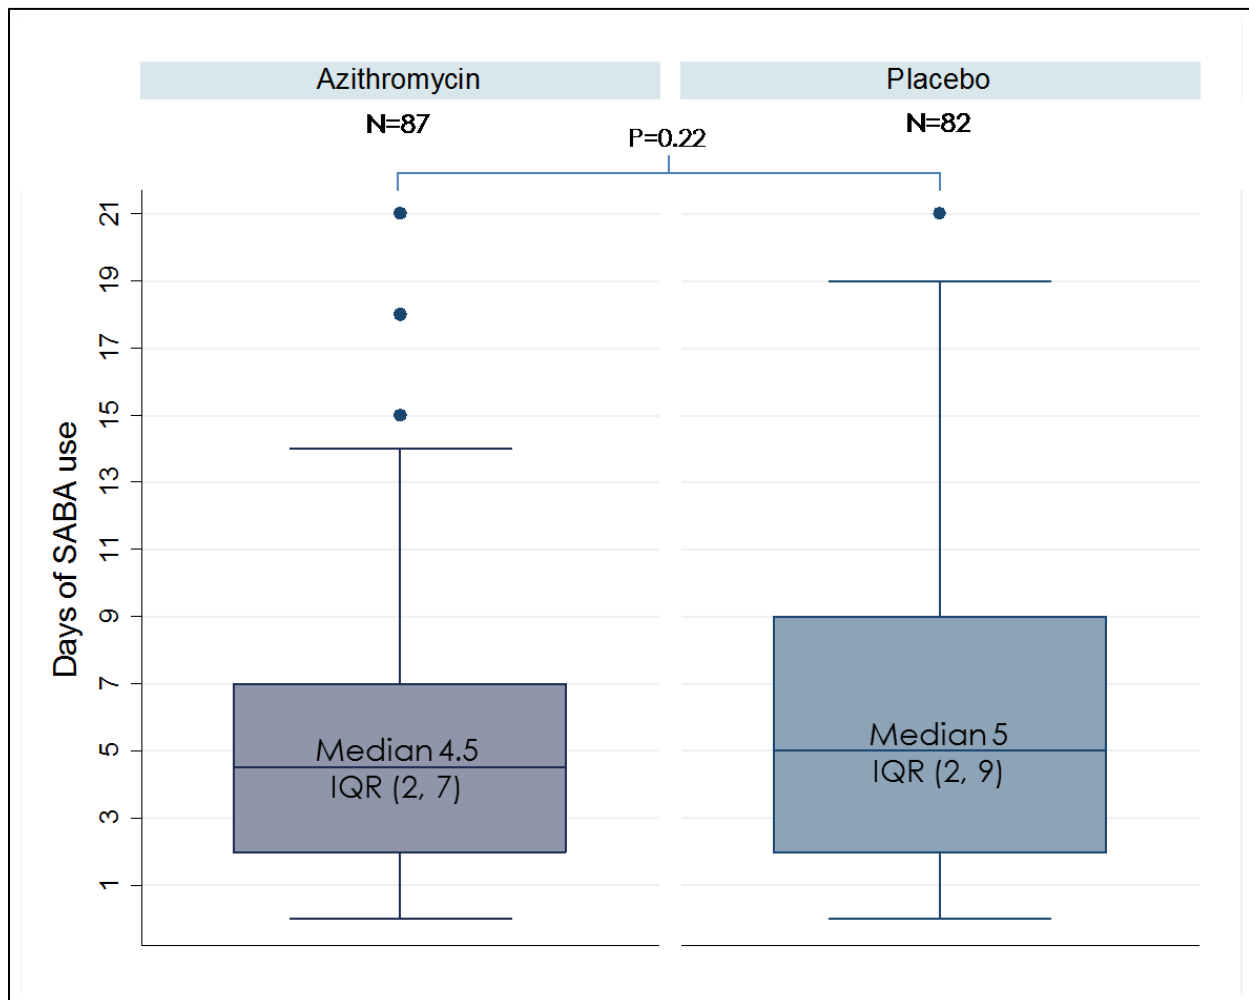 Azithromycin
Placebo
N=87
N=82
P=0.22
Days of SABA use
21
19
17
15
13
11
9
7
5
3
1
Median 4.5
IQR (2, 7)
Median 5
IQR (2, 9)